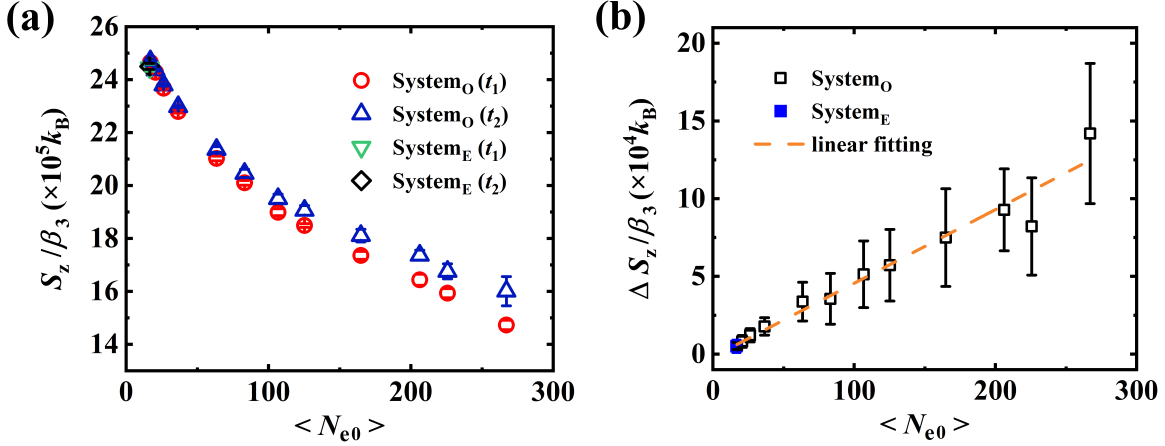 (a)
26
24
22
20
18
16
14
0
100
200
300
S_z /β_3 (×10^5 k_B)
< N_e0 >
System_O (t_1)
System_O (t_2)
System_E (t_1)
System_E (t_2)
(b)
20
15
10
5
0
0
100
200
300
Δ S_z /β_3 (×10^4 k_B)
< N_e0 >
System_O
System_E
linear fitting